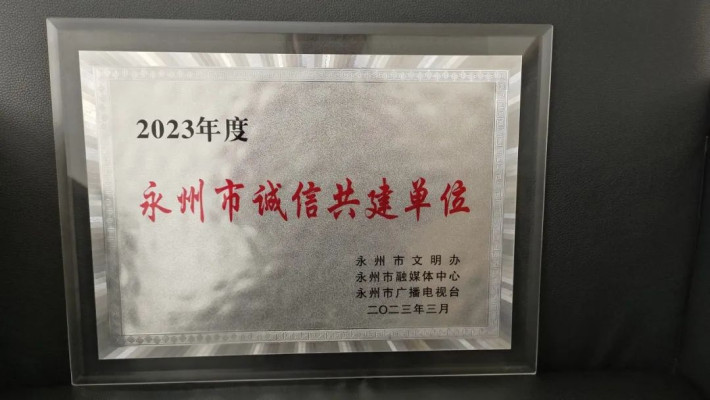 2023年度
永州市诚信共建单位
永州市文明办
永州市融媒体中心
永州市广播电视台
二〇二三年三月